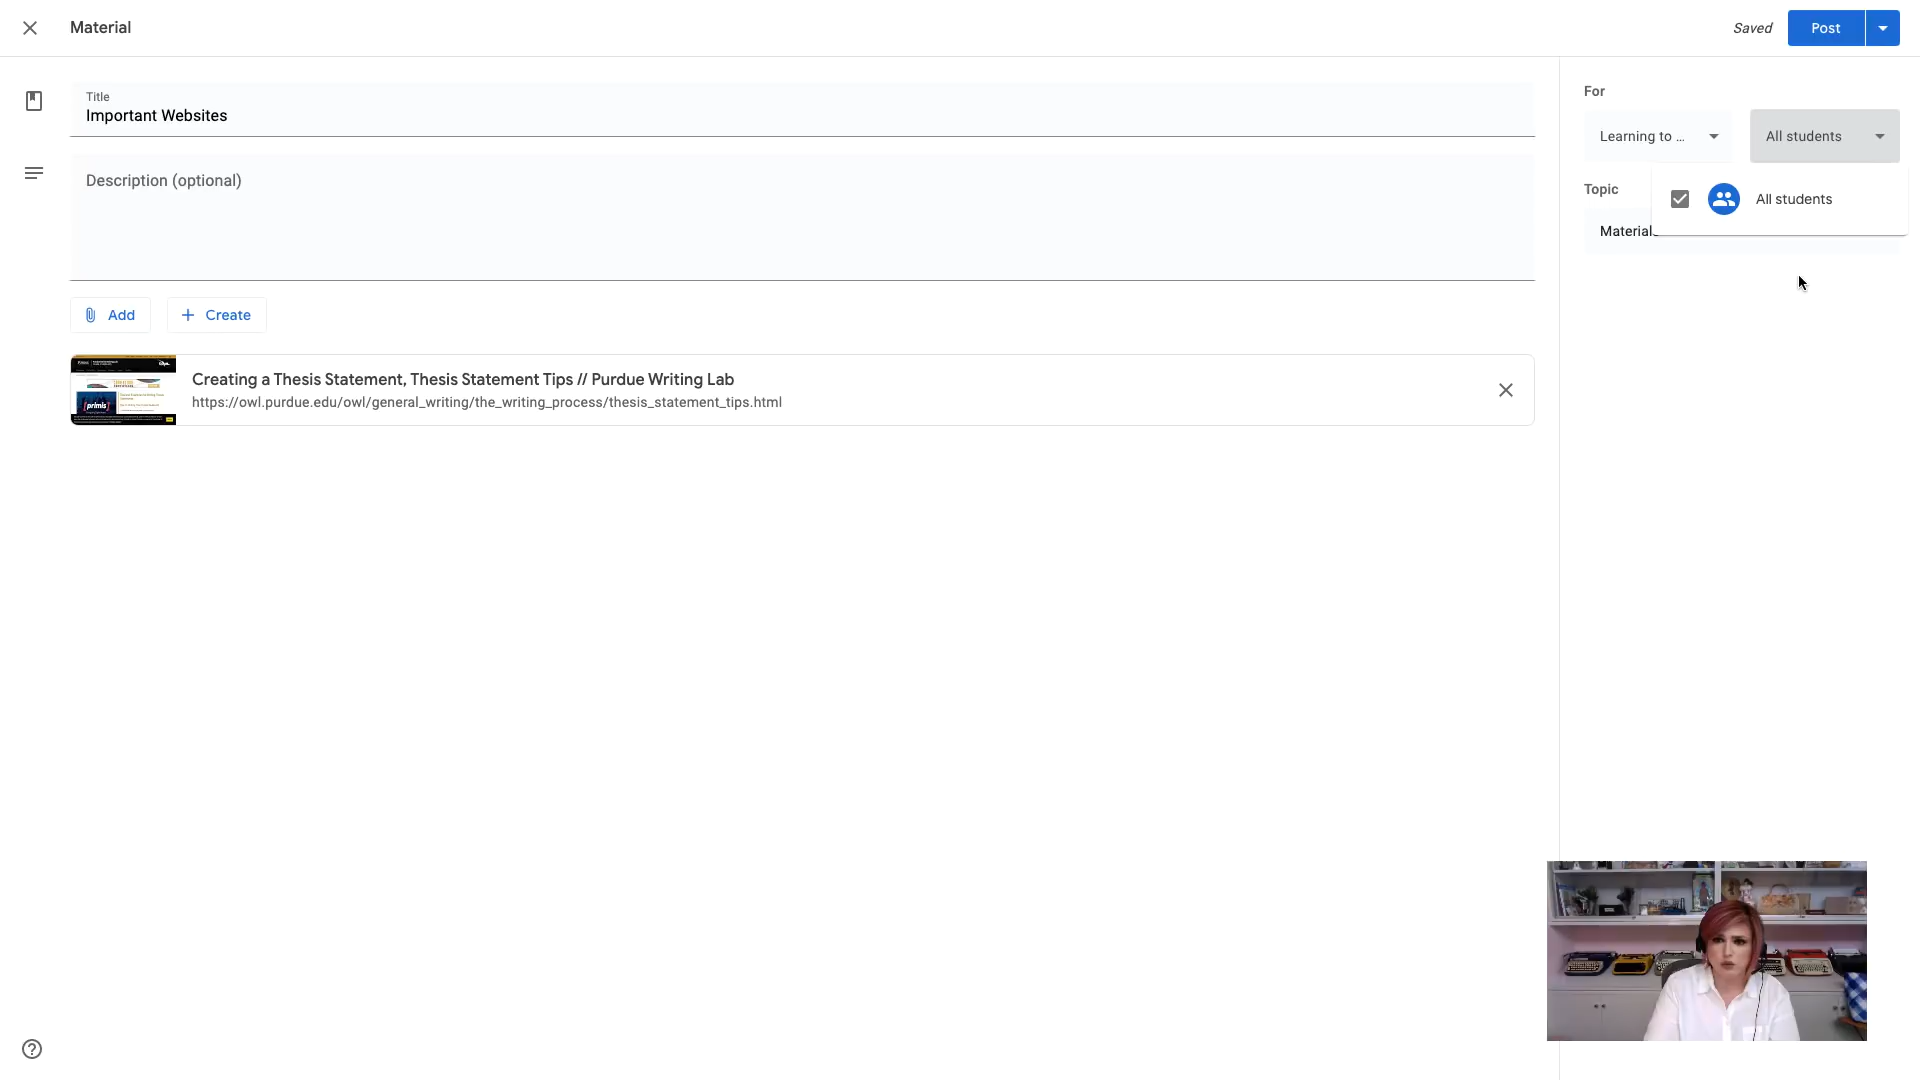 Material
Saved
Post
Title
Important Websites
Description (optional)
Add
Create
Creating a Thesis Statement, Thesis Statement Tips // Purdue Writing Lab
https://owl.purdue.edu/owl/general_writing/the_writing_process/thesis_statement_tips.html
For
Learning to ...
All students
Topic
All students
Materials